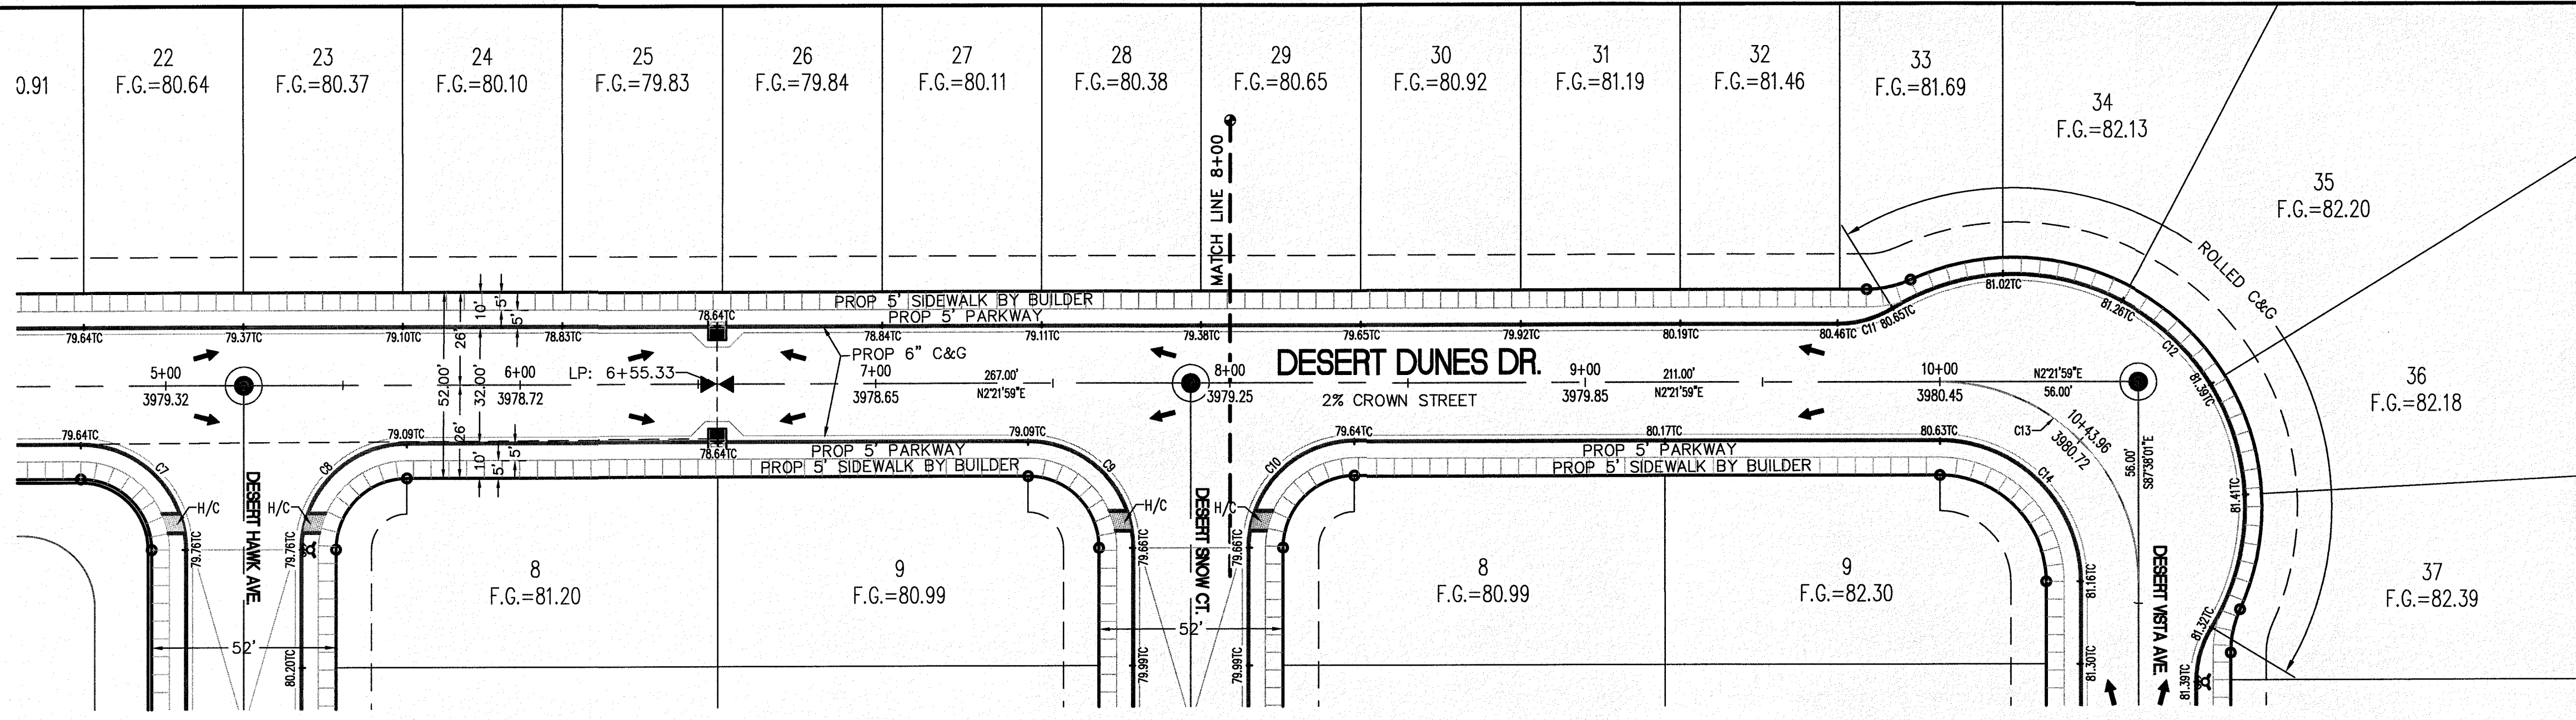 0.91
22
F.G.=80.64
23
F.G.=80.37
24
F.G.=80.10
25
F.G.=79.83
26
F.G.=79.84
27
F.G.=80.11
28
F.G.=80.38
29
F.G.=80.65
30
F.G.=80.92
31
F.G.=81.19
32
F.G.=81.46
33
F.G.=81.69
34
F.G.=82.13
35
F.G.=82.20
36
F.G.=82.18
37
F.G.=82.39
MATCH LINE 8+00
ROLLED C&G
PROP 5' SIDEWALK BY BUILDER
PROP 5' PARKWAY
10'
5'
5'
26'
52.00'
32.00'
26'
10'
5'
5'
79.64TC
79.37TC
79.10TC
78.83TC
78.64TC
78.84TC
79.11TC
79.38TC
79.65TC
79.92TC
80.19TC
80.46TC
C11
80.65TC
81.02TC
81.26TC
C12
81.39TC
81.41TC
81.32TC
81.39TC
PROP 6" C&G
DESERT DUNES DR.
2% CROWN STREET
5+00
3979.32
6+00
3978.72
LP: 6+55.33
7+00
3978.65
267.00'
N2°21'59"E
8+00
3979.25
9+00
3979.85
211.00'
N2°21'59"E
10+00
3980.45
N2°21'59"E
56.00'
10+43.96
3980.72
C13
56.00'
S87°38'01"E
79.64TC
79.09TC
78.64TC
79.09TC
79.64TC
80.17TC
80.63TC
PROP 5' PARKWAY
PROP 5' SIDEWALK BY BUILDER
PROP 5' PARKWAY
PROP 5' SIDEWALK BY BUILDER
C7
C8
C9
C10
C14
H/C
H/C
H/C
H/C
DESERT HAWK AVE.
DESERT SNOW CT.
DESERT VISTA AVE.
79.76TC
79.76TC
79.66TC
79.66TC
81.16TC
8
F.G.=81.20
9
F.G.=80.99
8
F.G.=80.99
9
F.G.=82.30
52'
52'
80.20TC
79.99TC
79.99TC
81.30TC